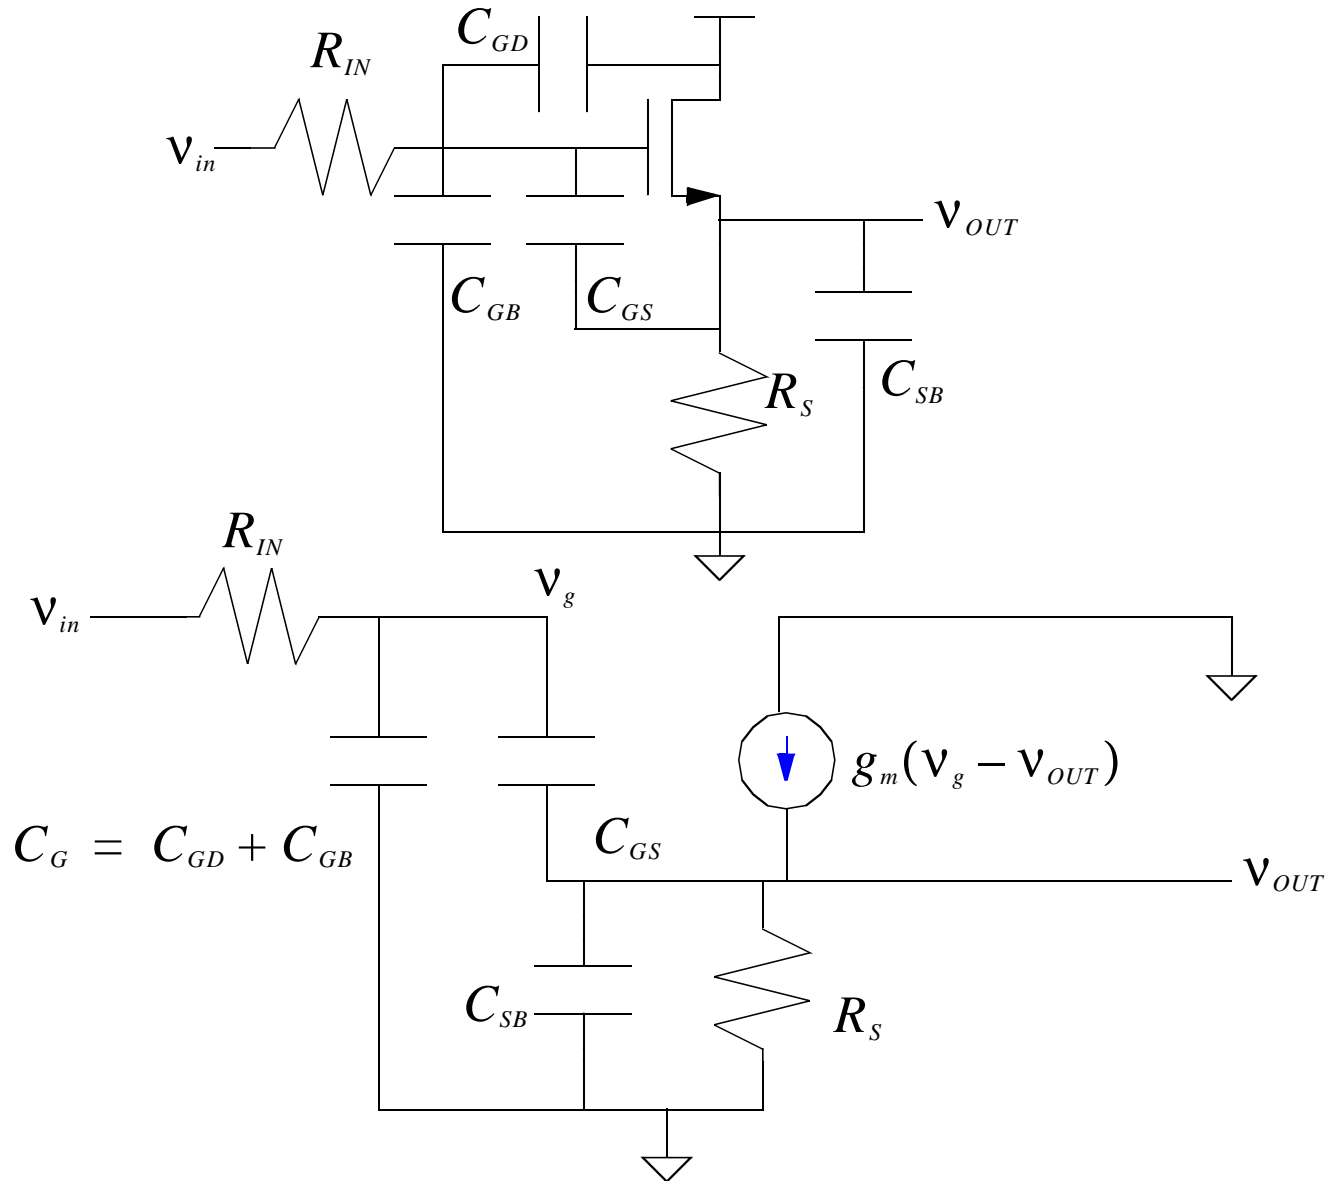 C_GD
R_IN
v_in
v_OUT
C_GB
C_GS
C_SB
R_S
R_IN
v_in
v_g
g_m(v_g − v_OUT)
C_G = C_GD + C_GB
C_GS
v_OUT
C_SB
R_S